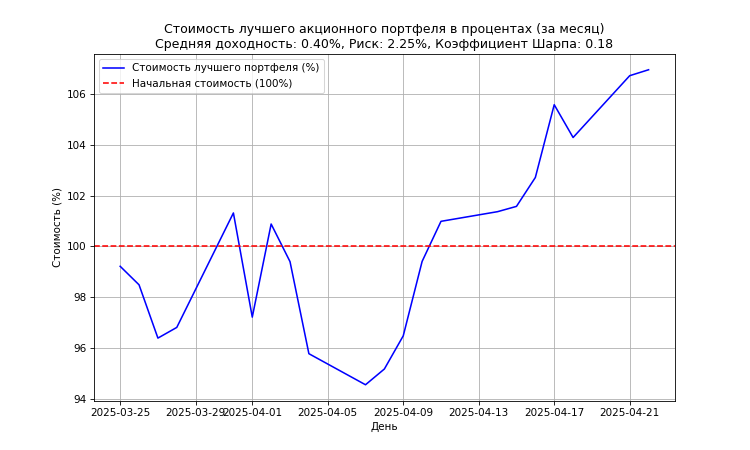 Стоимость лучшего акционного портфеля в процентах (за месяц)
Средняя доходность: 0.40%, Риск: 2.25%, Коэффициент Шарпа: 0.18
Стоимость лучшего портфеля (%)
Начальная стоимость (100%)
Стоимость (%)
106
104
102
100
98
96
94
2025-03-25 2025-03-29 2025-04-01 2025-04-05 2025-04-09 2025-04-13 2025-04-17 2025-04-21
День